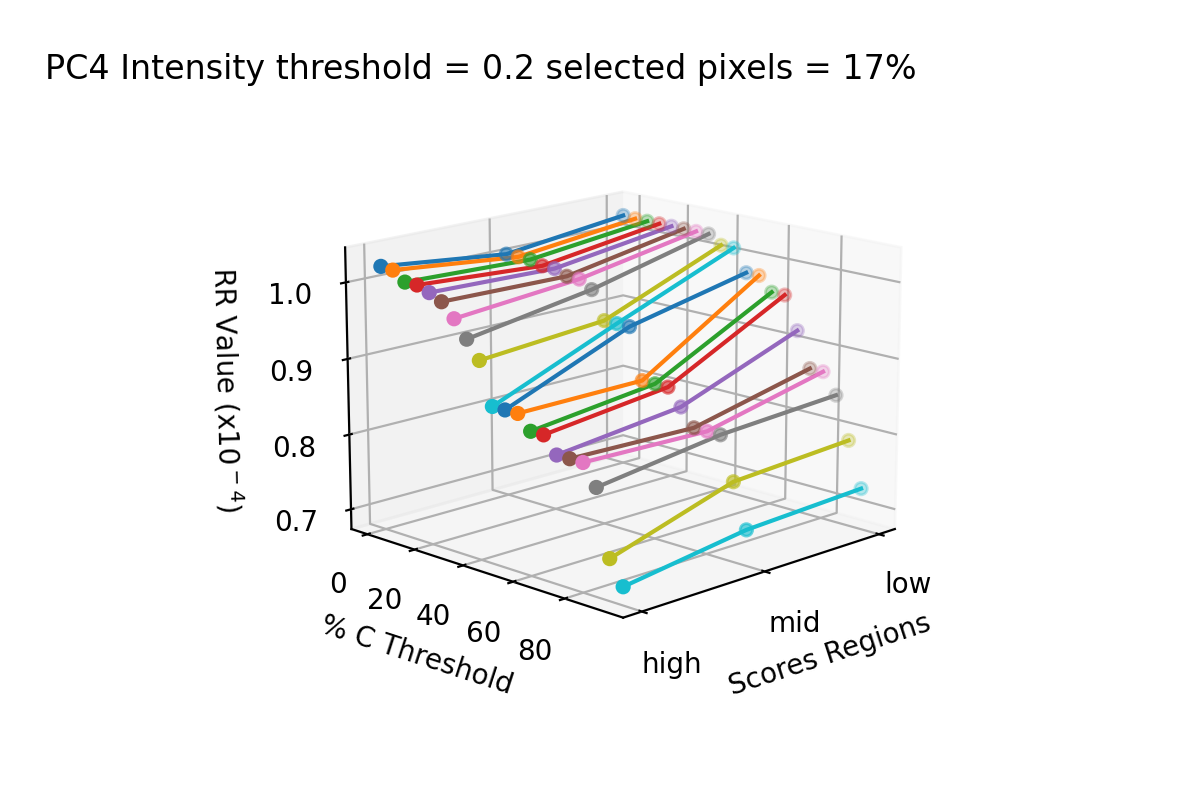 PC4 Intensity threshold = 0.2 selected pixels = 17%
RR Value (x10⁻⁴)
1.0
0.9
0.8
0.7
0
20
40
60
80
% C Threshold
high
mid
low
Scores Regions